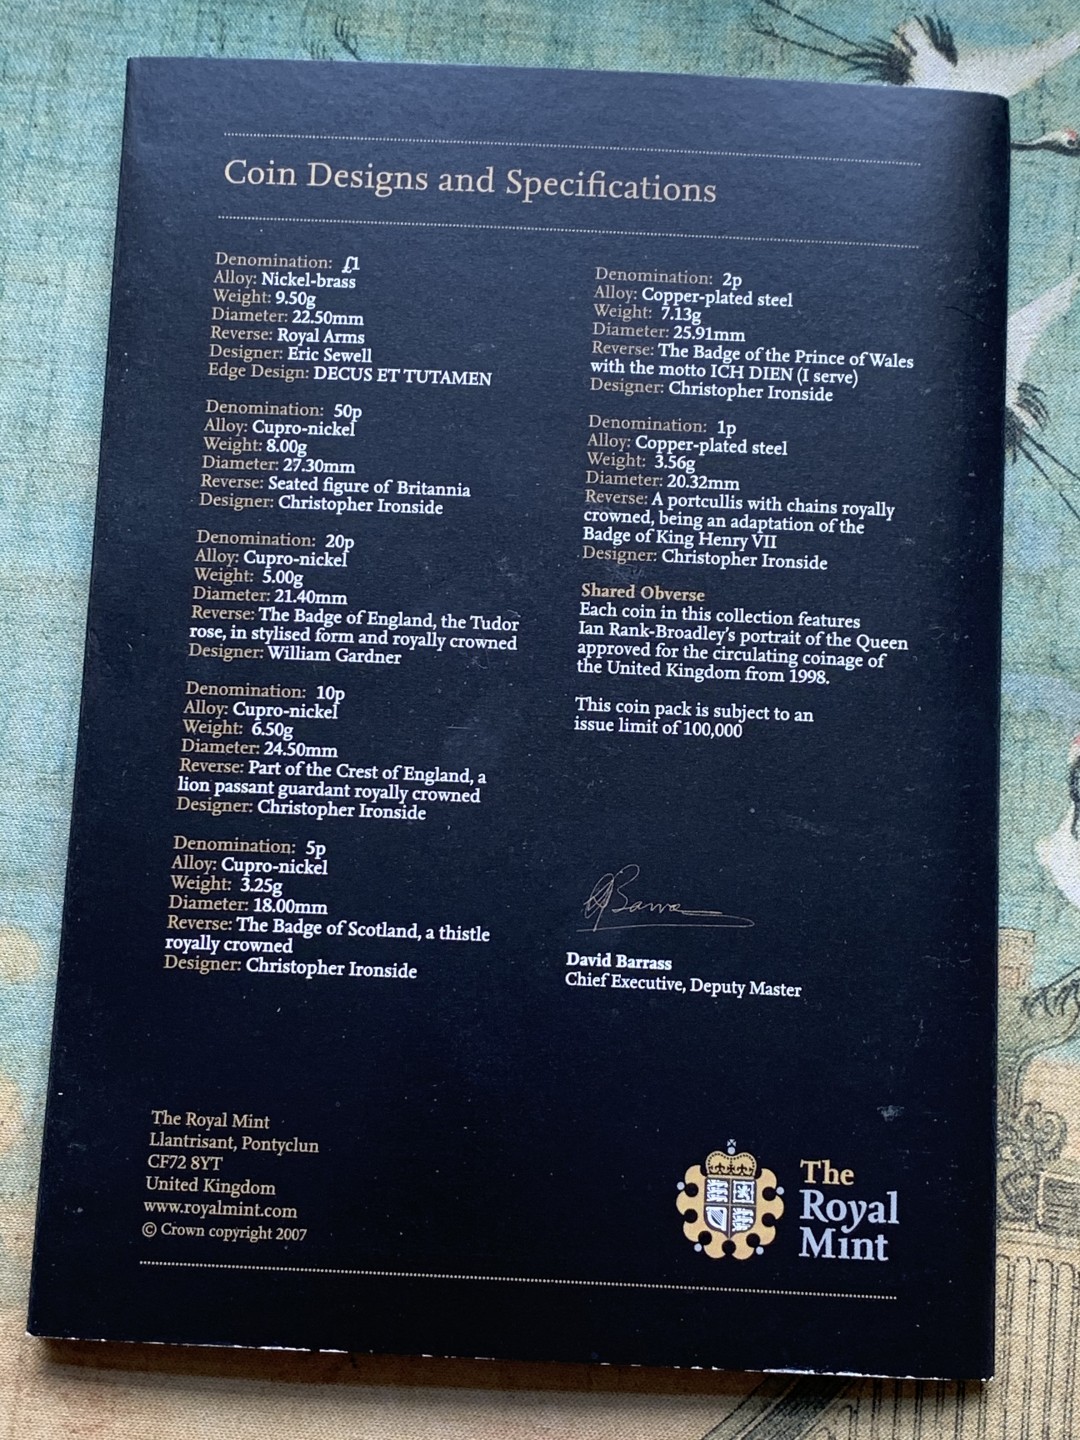 Coin Designs and Specifications
Denomination: £1
Alloy: Nickel-brass
Weight: 9.50g
Diameter: 22.50mm
Reverse: Royal Arms
Designer: Eric Sewell
Edge Design: DECUS ET TUTAMEN
Denomination: 50p
Alloy: Cupro-nickel
Weight: 8.00g
Diameter: 27.30mm
Reverse: Seated figure of Britannia
Designer: Christopher Ironside
Denomination: 20p
Alloy: Cupro-nickel
Weight: 5.00g
Diameter: 21.40mm
Reverse: The Badge of England, the Tudor
rose, in stylised form and royally crowned
Designer: William Gardner
Denomination: 10p
Alloy: Cupro-nickel
Weight: 6.50g
Diameter: 24.50mm
Reverse: Part of the Crest of England, a
lion passant guardant royally crowned
Designer: Christopher Ironside
Denomination: 5p
Alloy: Cupro-nickel
Weight: 3.25g
Diameter: 18.00mm
Reverse: The Badge of Scotland, a thistle
royally crowned
Designer: Christopher Ironside
Denomination: 2p
Alloy: Copper-plated steel
Weight: 7.13g
Diameter: 25.91mm
Reverse: The Badge of the Prince of Wales
with the motto ICH DIEN (I serve)
Designer: Christopher Ironside
Denomination: 1p
Alloy: Copper-plated steel
Weight: 3.56g
Diameter: 20.32mm
Reverse: A portcullis with chains royally
crowned, being an adaptation of the
Badge of King Henry VII
Designer: Christopher Ironside
Shared Obverse
Each coin in this collection features
Ian Rank-Broadley's portrait of the Queen
approved for the circulating coinage of
the United Kingdom from 1998.
This coin pack is subject to an
issue limit of 100,000
David Barrass
Chief Executive, Deputy Master
The Royal Mint
Llantrisant, Pontyclun
CF72 8YT
United Kingdom
www.royalmint.com
© Crown copyright 2007
The
Royal
Mint